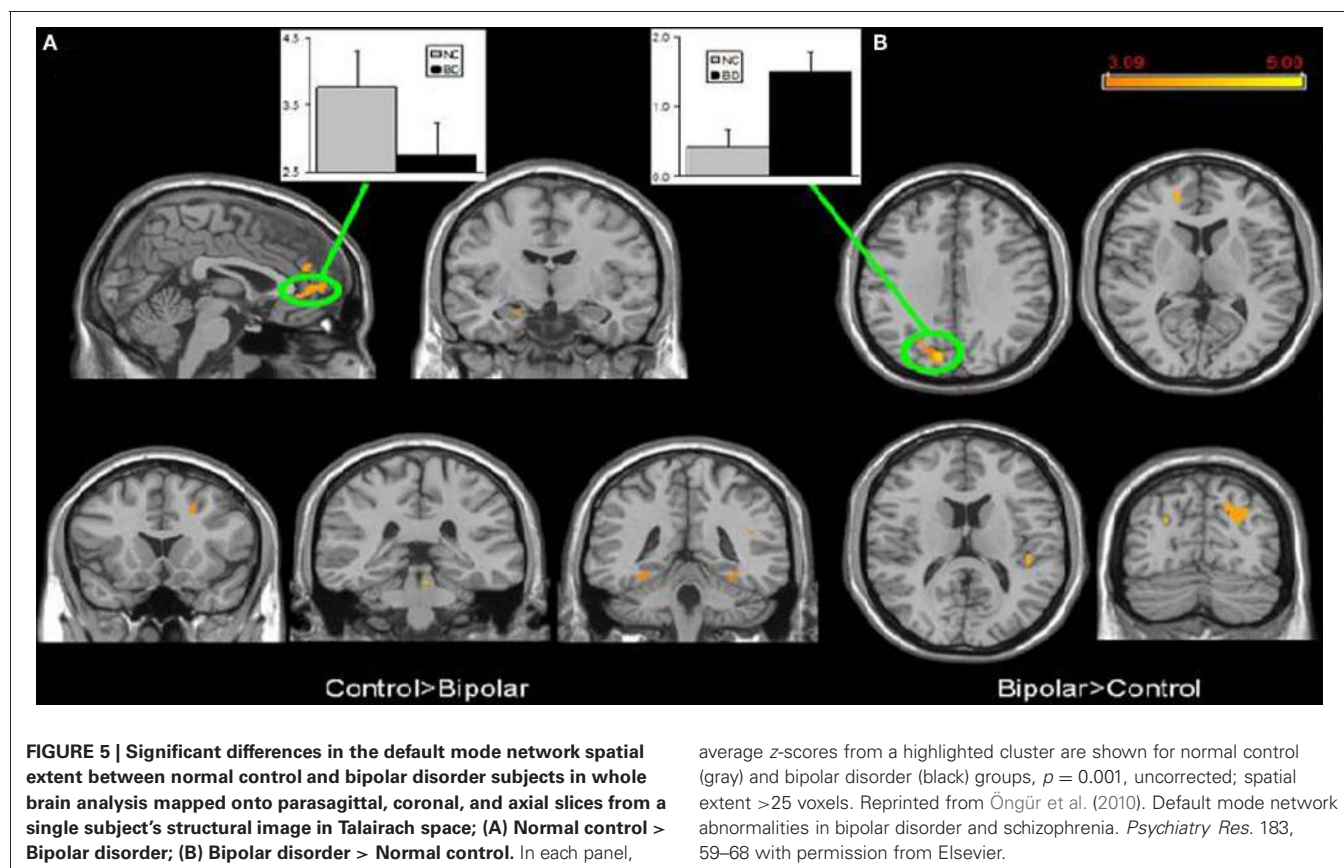 A
4.5
3.5
2.5
NC
BD
2.0
1.0
0.0
NC
BD
B
3.09
5.00
Control>Bipolar
Bipolar>Control
FIGURE 5 | Significant differences in the default mode network spatial
extent between normal control and bipolar disorder subjects in whole
brain analysis mapped onto parasagittal, coronal, and axial slices from a
single subject’s structural image in Talairach space; (A) Normal control >
Bipolar disorder; (B) Bipolar disorder > Normal control. In each panel,
average z-scores from a highlighted cluster are shown for normal control
(gray) and bipolar disorder (black) groups, p = 0.001, uncorrected; spatial
extent >25 voxels. Reprinted from Öngür et al. (2010). Default mode network
abnormalities in bipolar disorder and schizophrenia. Psychiatry Res. 183,
59–68 with permission from Elsevier.